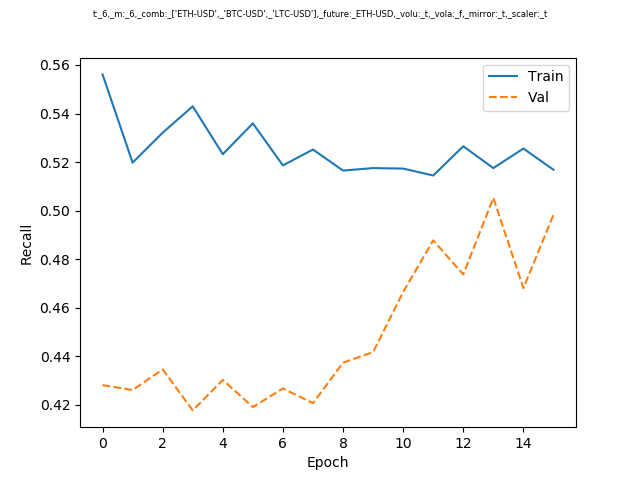 t:_6,_m:_6,_comb:_['ETH-USD',_'BTC-USD',_'LTC-USD'],_future:_ETH-USD,_volu:_t,_vola:_f,_mirror:_t,_scaler:_t
0.56
0.54
0.52
0.50
0.48
0.46
0.44
0.42
Recall
Train
Val
0 2 4 6 8 10 12 14
Epoch